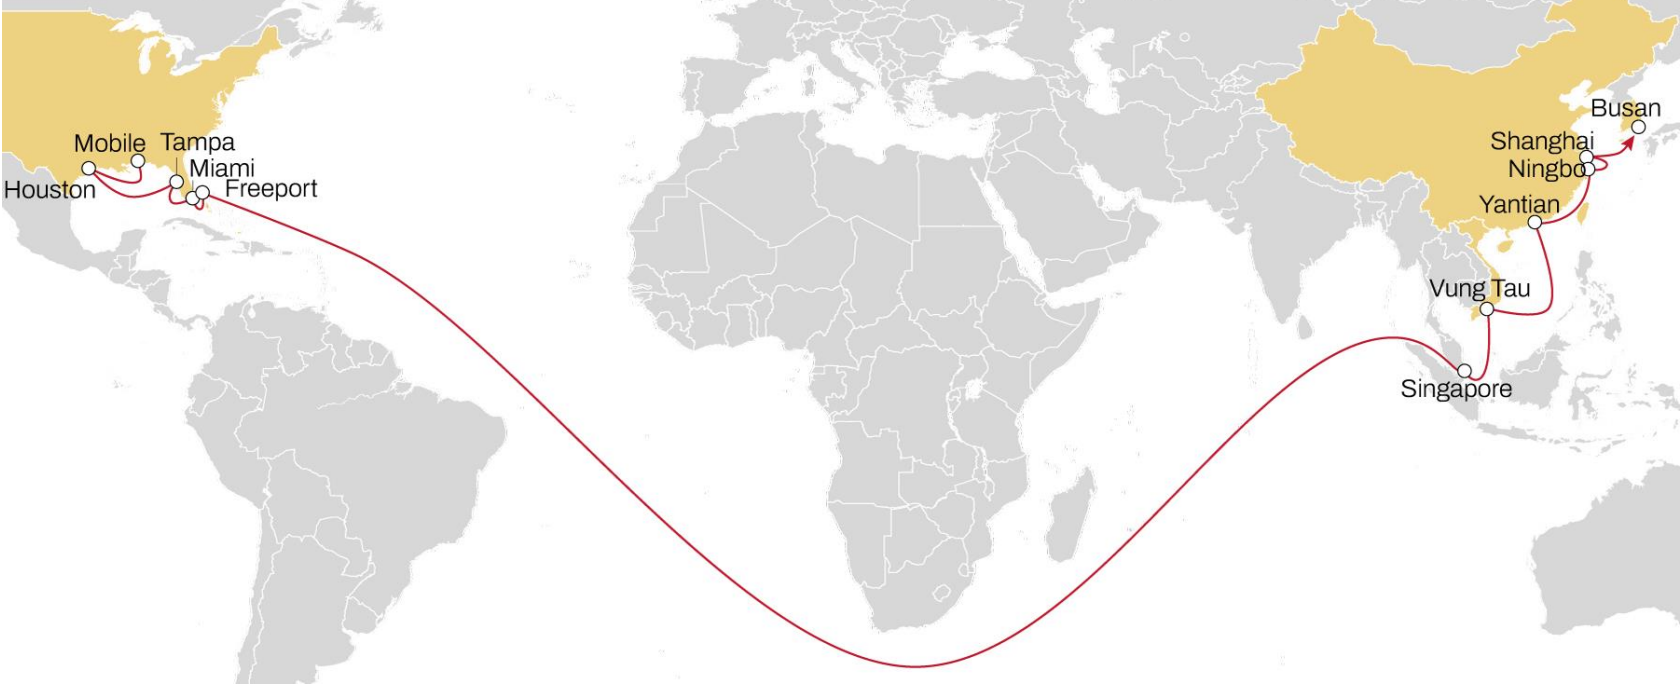 Mobile
Tampa
Miami
Houston
Freeport
Busan
Shanghai
Ningbo
Yantian
Vung Tau
Singapore